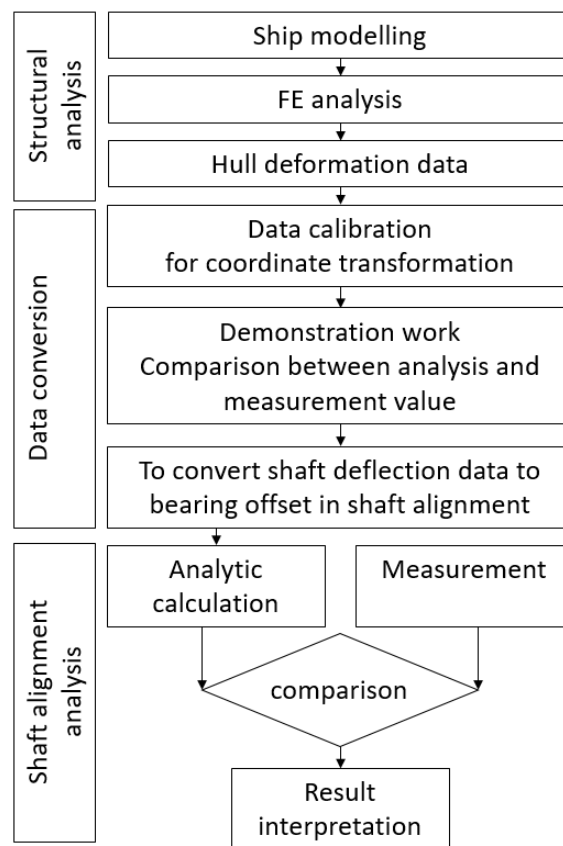 Structural
analysis
Ship modelling
FE analysis
Hull deformation data
Data conversion
Data calibration
for coordinate transformation
Demonstration work
Comparison between analysis and
measurement value
To convert shaft deflection data to
bearing offset in shaft alignment
Shaft alignment
analysis
Analytic
calculation
Measurement
comparison
Result
interpretation